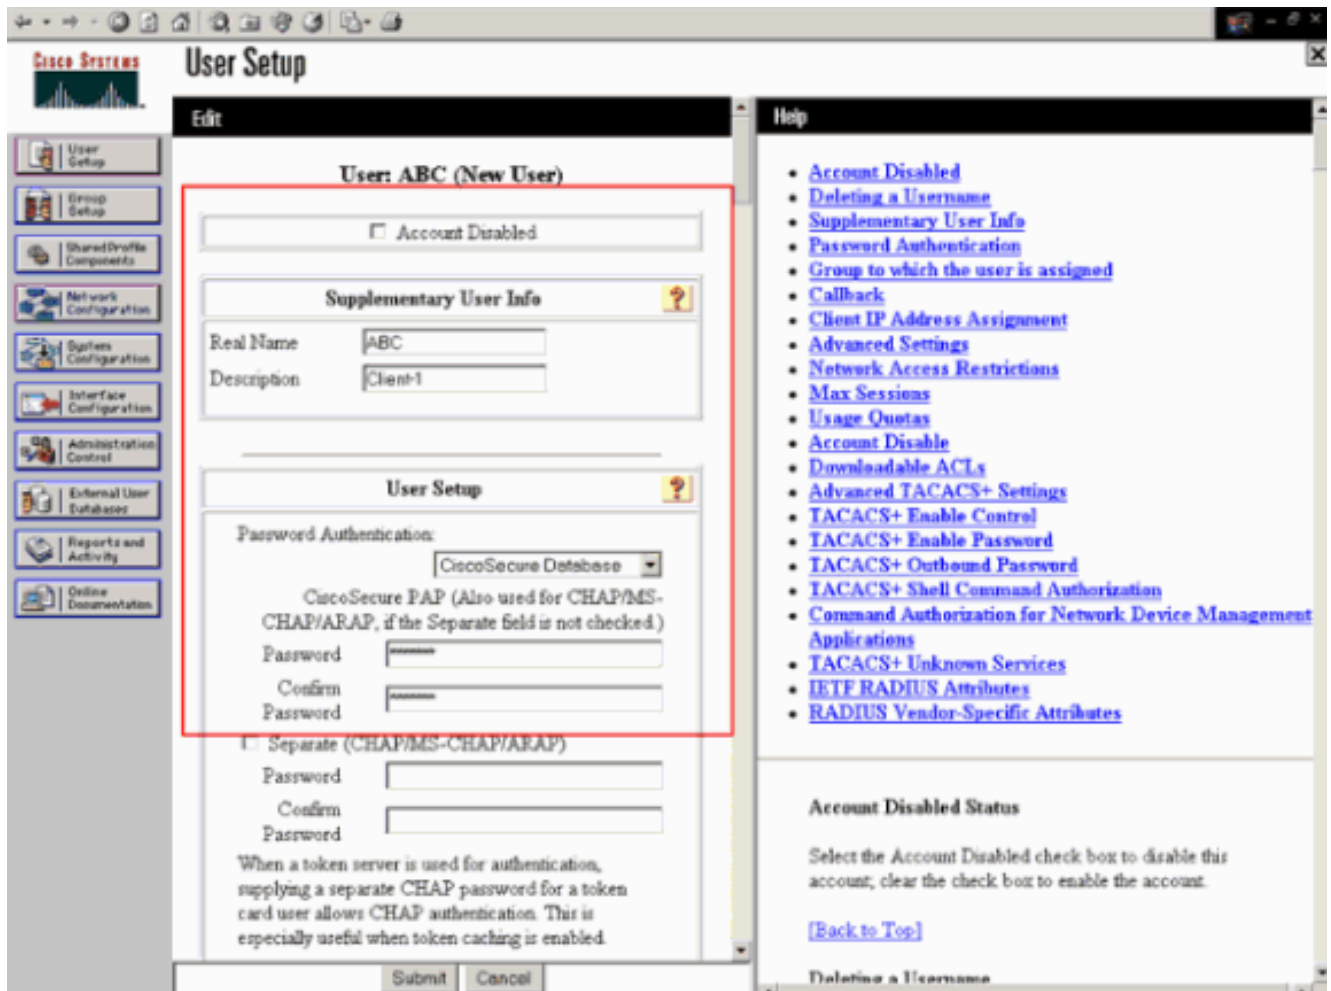 CISCO SYSTEMS
User Setup
User
Setup
Group
Setup
Shared Profile
Components
Network
Configuration
System
Configuration
Interface
Configuration
Administration
Control
External User
Databases
Reports and
Activity
Online
Documentation
Edit
User: ABC (New User)
Account Disabled
Supplementary User Info
?
Real Name
ABC
Description
Client-1
User Setup
?
Password Authentication:
CiscoSecure Database
CiscoSecure PAP (Also used for CHAP/MS-
CHAP/ARAP, if the Separate field is not checked.)
Password
Confirm
Password
Separate (CHAP/MS-CHAP/ARAP)
Password
Confirm
Password
When a token server is used for authentication,
supplying a separate CHAP password for a token
card user allows CHAP authentication. This is
especially useful when token caching is enabled.
Submit
Cancel
Help
Account Disabled
Deleting a Username
Supplementary User Info
Password Authentication
Group to which the user is assigned
Callback
Client IP Address Assignment
Advanced Settings
Network Access Restrictions
Max Sessions
Usage Quotas
Account Disable
Downloadable ACLs
Advanced TACACS+ Settings
TACACS+ Enable Control
TACACS+ Enable Password
TACACS+ Outbound Password
TACACS+ Shell Command Authorization
Command Authorization for Network Device Management
Applications
TACACS+ Unknown Services
IETF RADIUS Attributes
RADIUS Vendor-Specific Attributes
Account Disabled Status
Select the Account Disabled check box to disable this
account; clear the check box to enable the account.
[Back to Top]
Deleting a Username